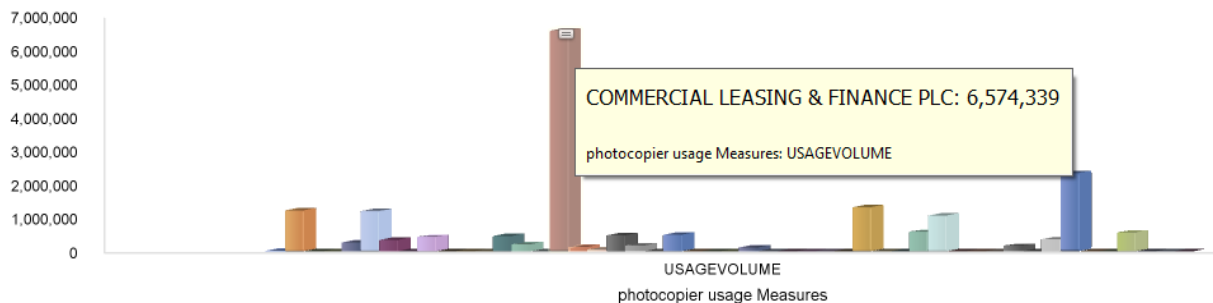 7,000,000
6,000,000
5,000,000
4,000,000
3,000,000
2,000,000
1,000,000
0
COMMERCIAL LEASING & FINANCE PLC: 6,574,339
photocopier usage Measures: USAGEVOLUME
USAGEVOLUME
photocopier usage Measures